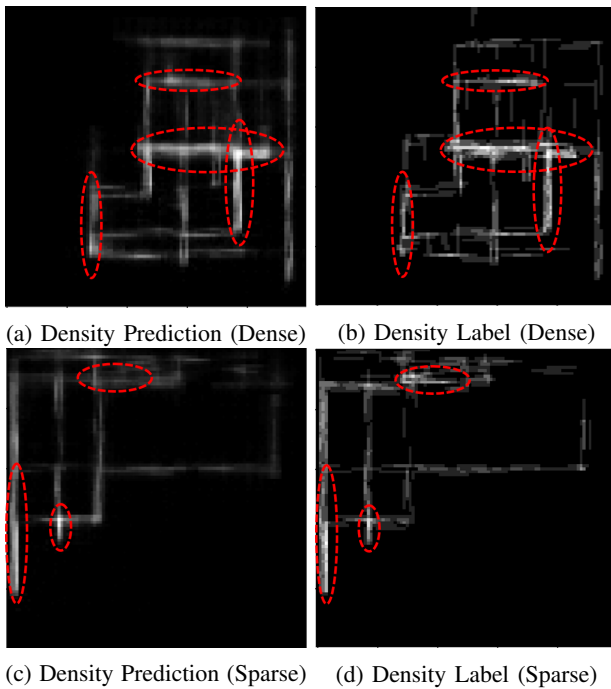 (a) Density Prediction (Dense)
(b) Density Label (Dense)
(c) Density Prediction (Sparse)
(d) Density Label (Sparse)